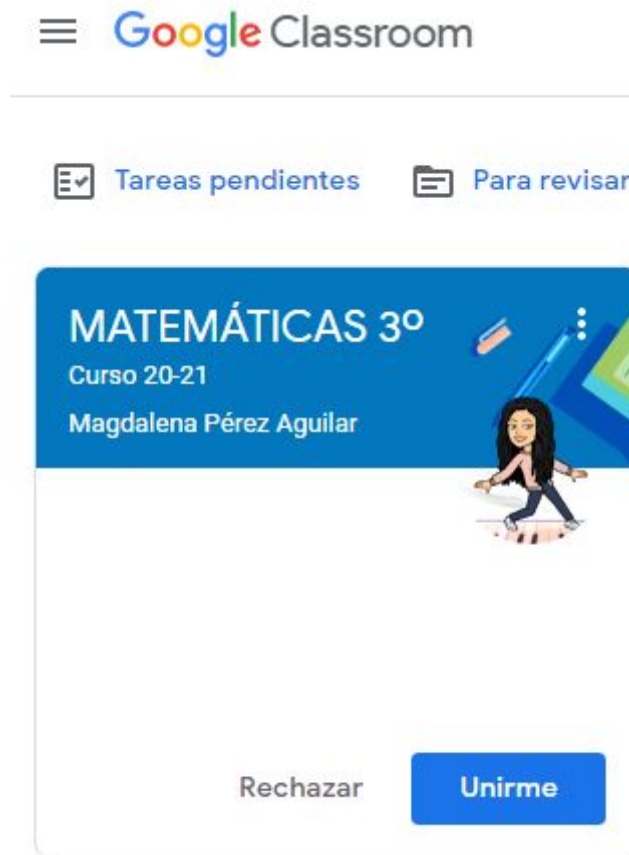 Google Classroom
Tareas pendientes Para revisar
MATEMÁTICAS 3º
Curso 20-21
Magdalena Pérez Aguilar
Rechazar Unirme